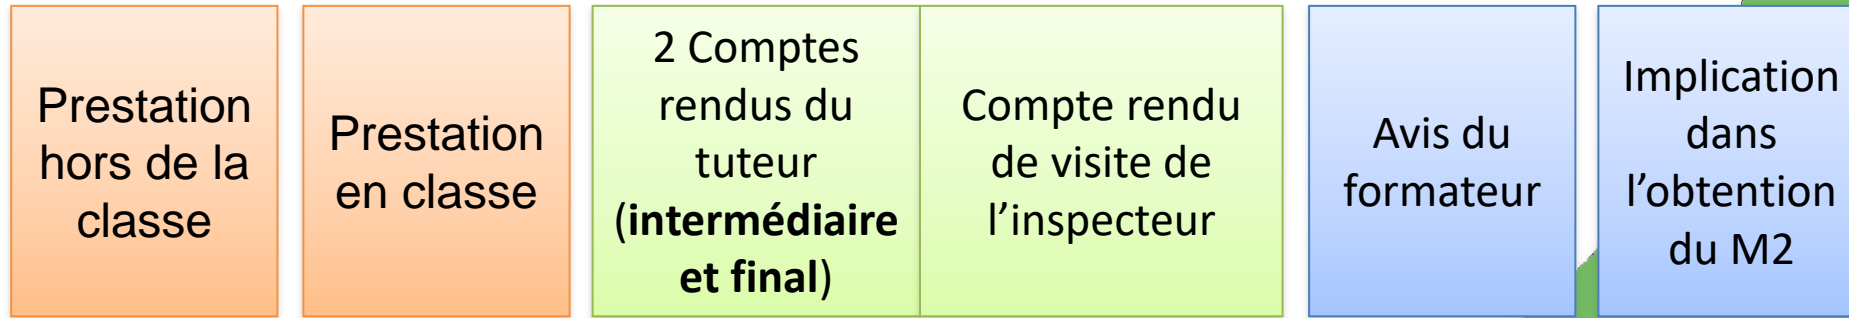 Prestation
hors de la
classe
Prestation
en classe
2 Comptes
rendus du
tuteur
(intermédiaire
et final)
Compte rendu
de visite de
l’inspecteur
Avis du
formateur
Implication
dans
l’obtention
du M2